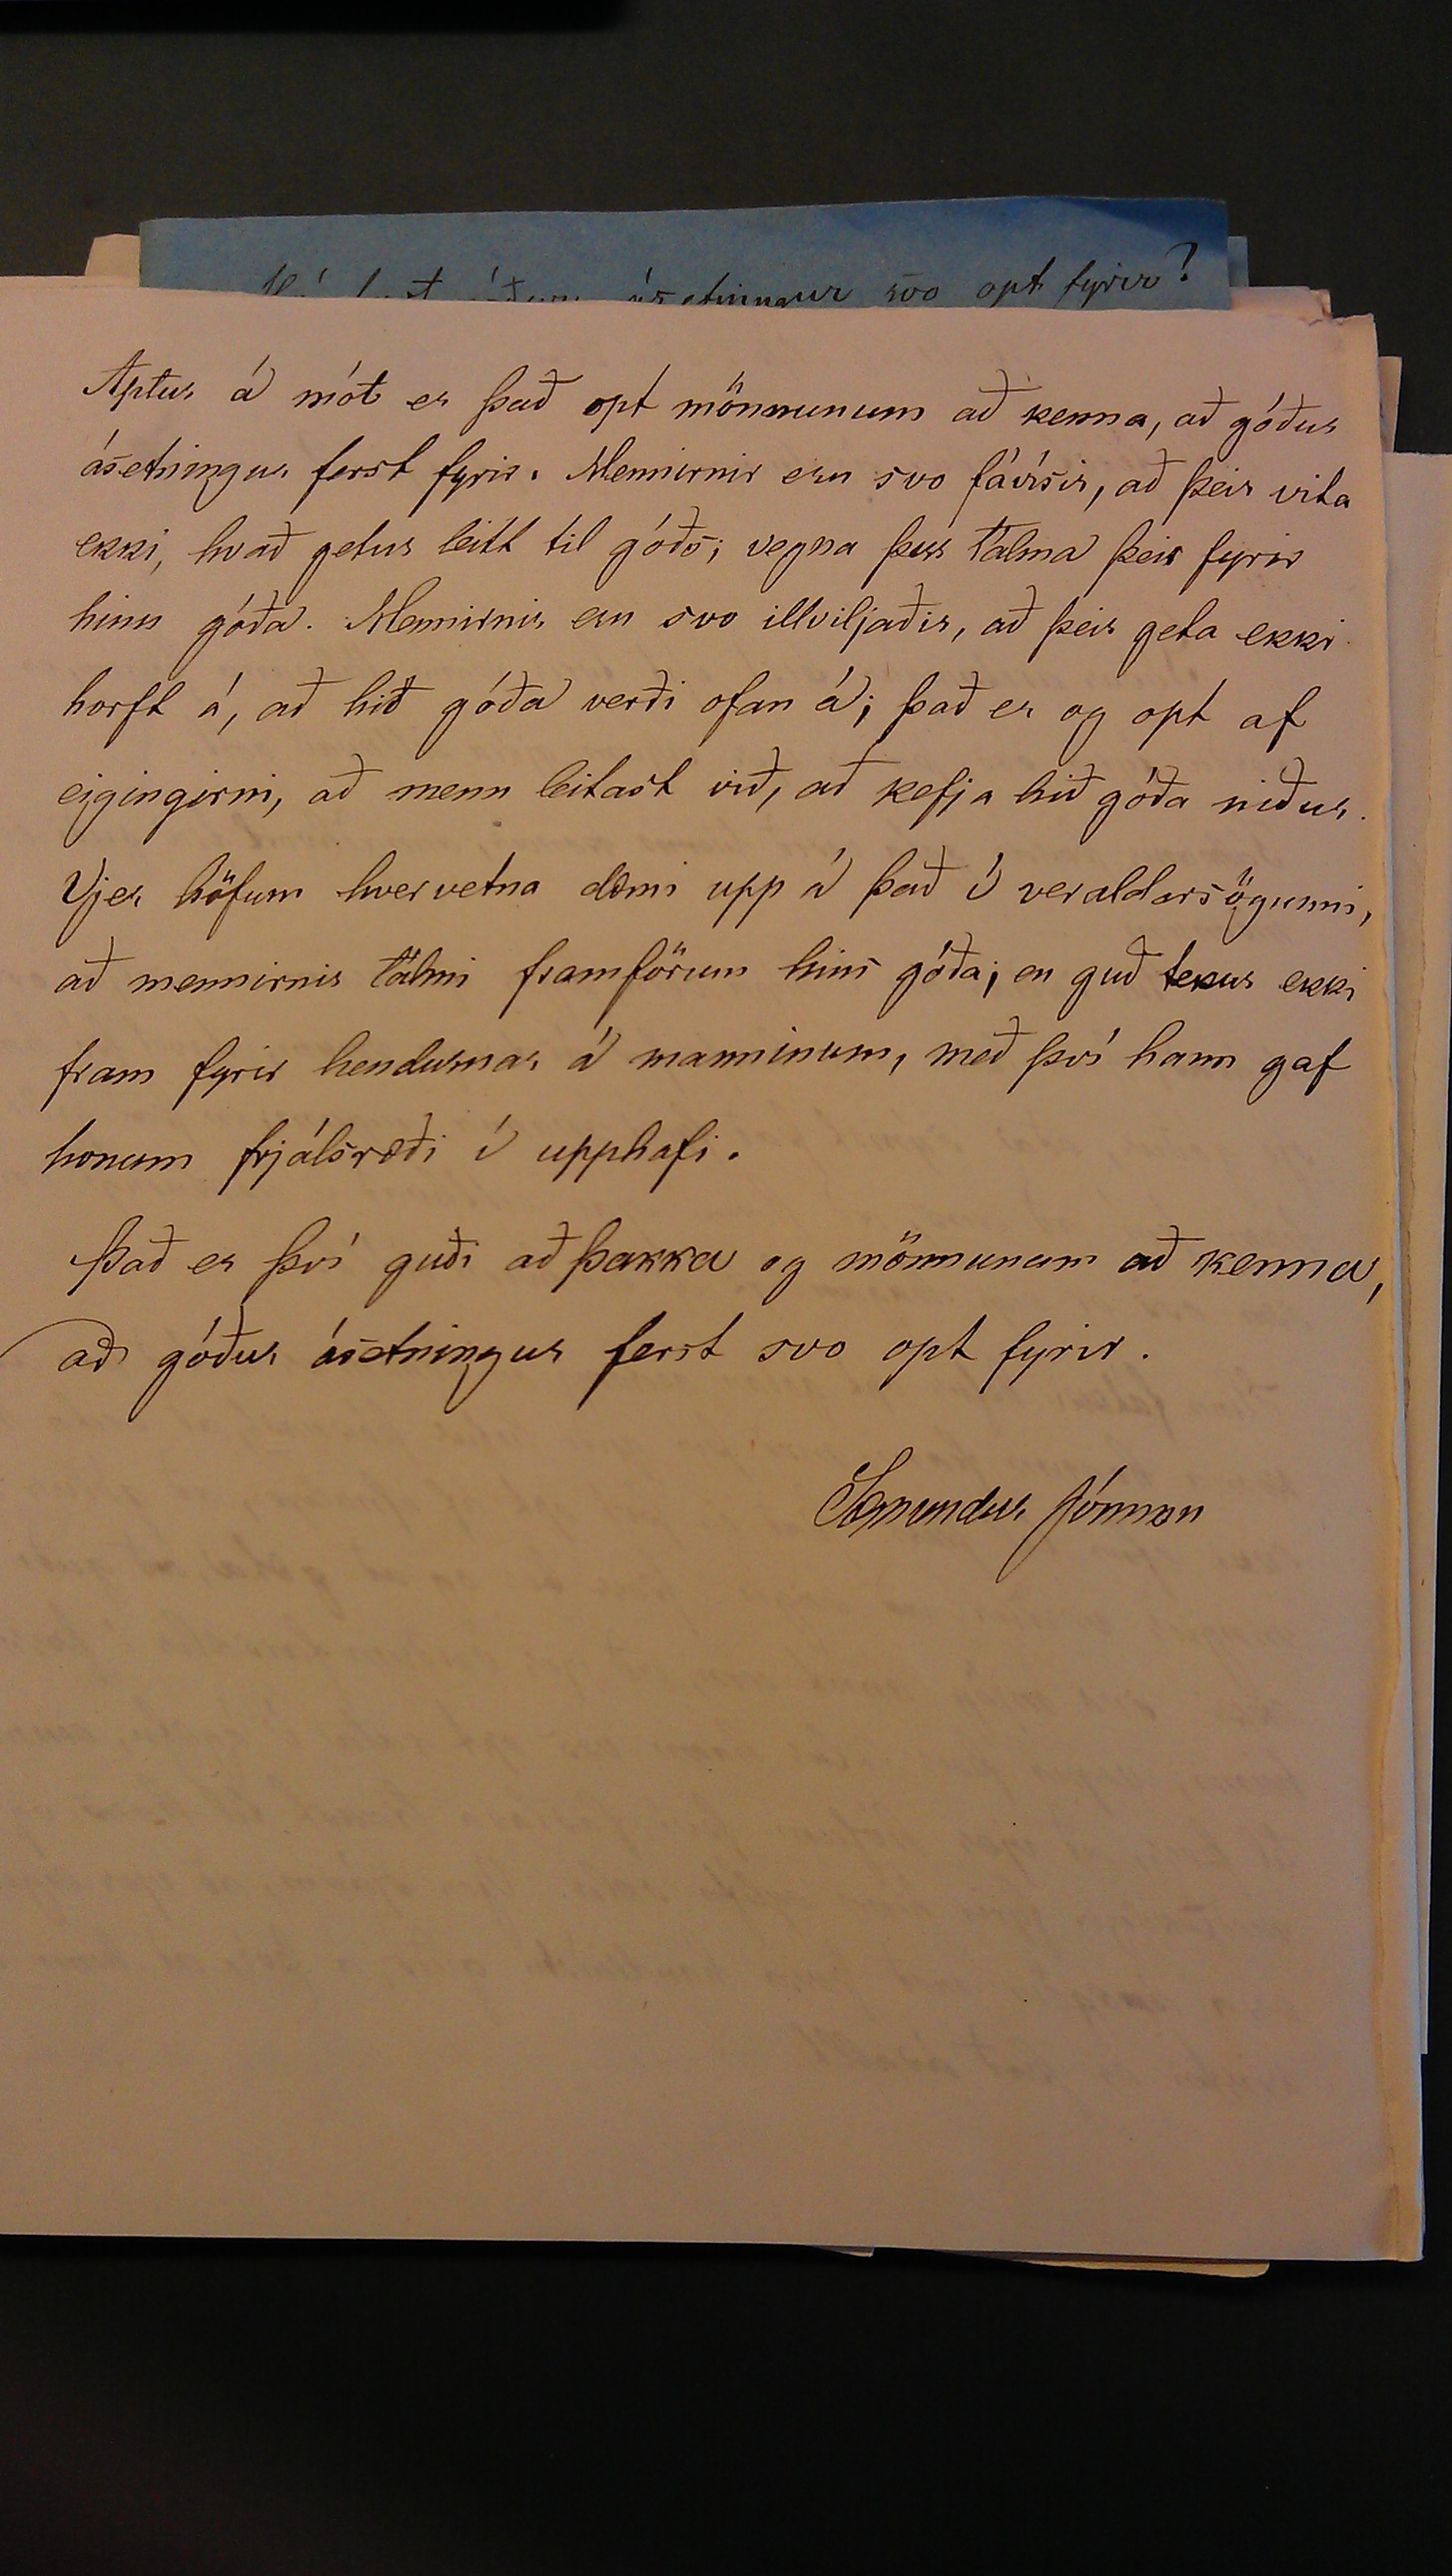 ásetningur svo opt fyrir?
Aptur á mót er það opt mönnunum að kenna, að góður
ásetningur ferst fyrir. Mennirnir eru svo fávísir, að þeir vita
ekki, hvað getur leitt til góðs; vegna þess tálma þeir fyrir
hinu góða. Mennirnir eru svo illviljaðir, að þeir geta ekki
horft á, að hið góða verði ofan á; það er og opt af
eigingirni, að menn leitast við, að kefja hið góða niður.
Vjer höfum hvervetna dæmi upp á það í veraldarsögunni,
að mennirnir tálmi framförum hins góða; en guð tekur ekki
fram fyrir hendurnar á manninum, með því hann gaf
honum frjálsræði í upphafi.
Það er því guði að þakka og mönnunum að kenna,
að góður ásetningur ferst svo opt fyrir.
Sæmundur Jónsson